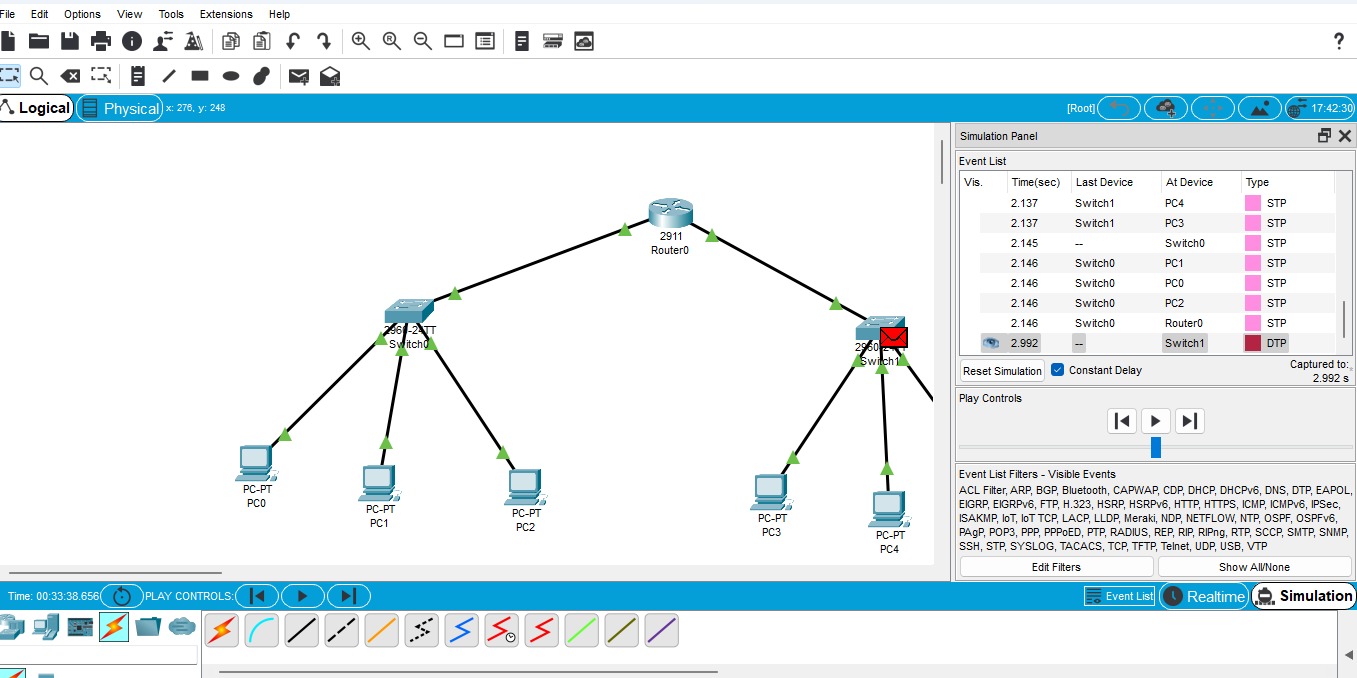 File Edit Options View Tools Extensions Help
?
Logical Physical x: 276, y: 248 [Root] 17:42:30
Simulation Panel
Event List
Vis. Time(sec) Last Device At Device Type
2.137 Switch1 PC4 STP
2.137 Switch1 PC3 STP
2.145 -- Switch0 STP
2.146 Switch0 PC1 STP
2.146 Switch0 PC0 STP
2.146 Switch0 PC2 STP
2.146 Switch0 Router0 STP
2.992 -- Switch1 DTP
Reset Simulation Constant Delay Captured to:
2.992 s
Play Controls
Event List Filters - Visible Events
ACL Filter, ARP, BGP, Bluetooth, CAPWAP, CDP, DHCP, DHCPv6, DNS, DTP, EAPOL,
EIGRP, EIGRPv6, FTP, H.323, HSRP, HSRPv6, HTTP, HTTPS, ICMP, ICMPv6, IPSec,
ISAKMP, IoT, IoT TCP, LACP, LLDP, Meraki, NDP, NETFLOW, NTP, OSPF, OSPFv6,
PAgP, POP3, PPP, PPPoED, PTP, RADIUS, REP, RIP, RIPng, RTP, SCCP, SMTP, SNMP,
SSH, STP, SYSLOG, TACACS, TCP, TFTP, Telnet, UDP, USB, VTP
Edit Filters Show All/None
2911
Router0
2960-24TT
Switch0
Switch1
PC-PT
PC0
PC-PT
PC1
PC-PT
PC2
PC-PT
PC3
PC-PT
PC4
Time: 00:33:38.656 PLAY CONTROLS: Event List Realtime Simulation